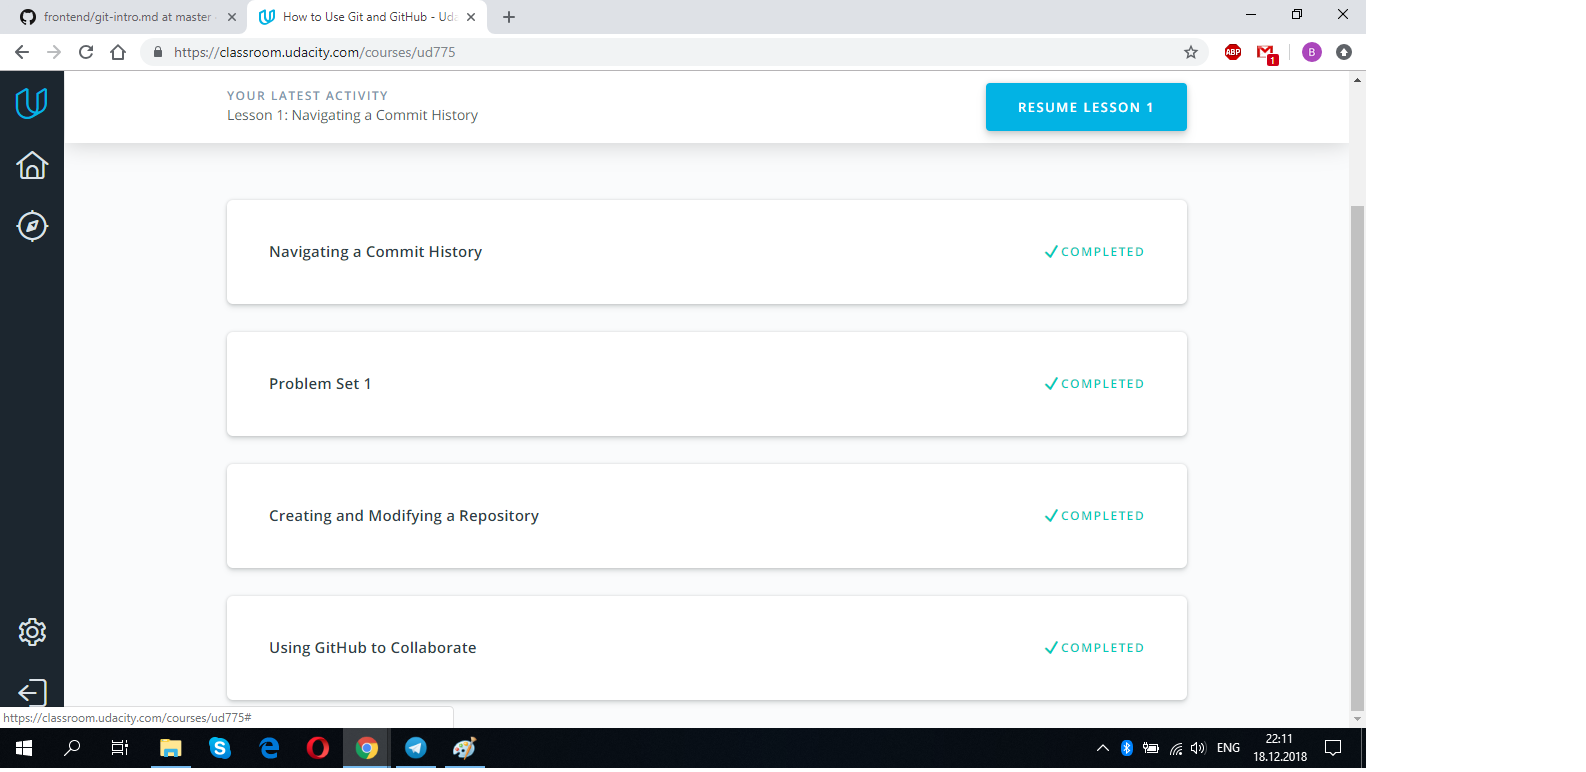 frontend/git-intro.md at master
How to Use Git and GitHub - Uda
https://classroom.udacity.com/courses/ud775
ABP
1
B
YOUR LATEST ACTIVITY
Lesson 1: Navigating a Commit History
RESUME LESSON 1
Navigating a Commit History
COMPLETED
Problem Set 1
COMPLETED
Creating and Modifying a Repository
COMPLETED
Using GitHub to Collaborate
COMPLETED
https://classroom.udacity.com/courses/ud775#
ENG
22:11
18.12.2018